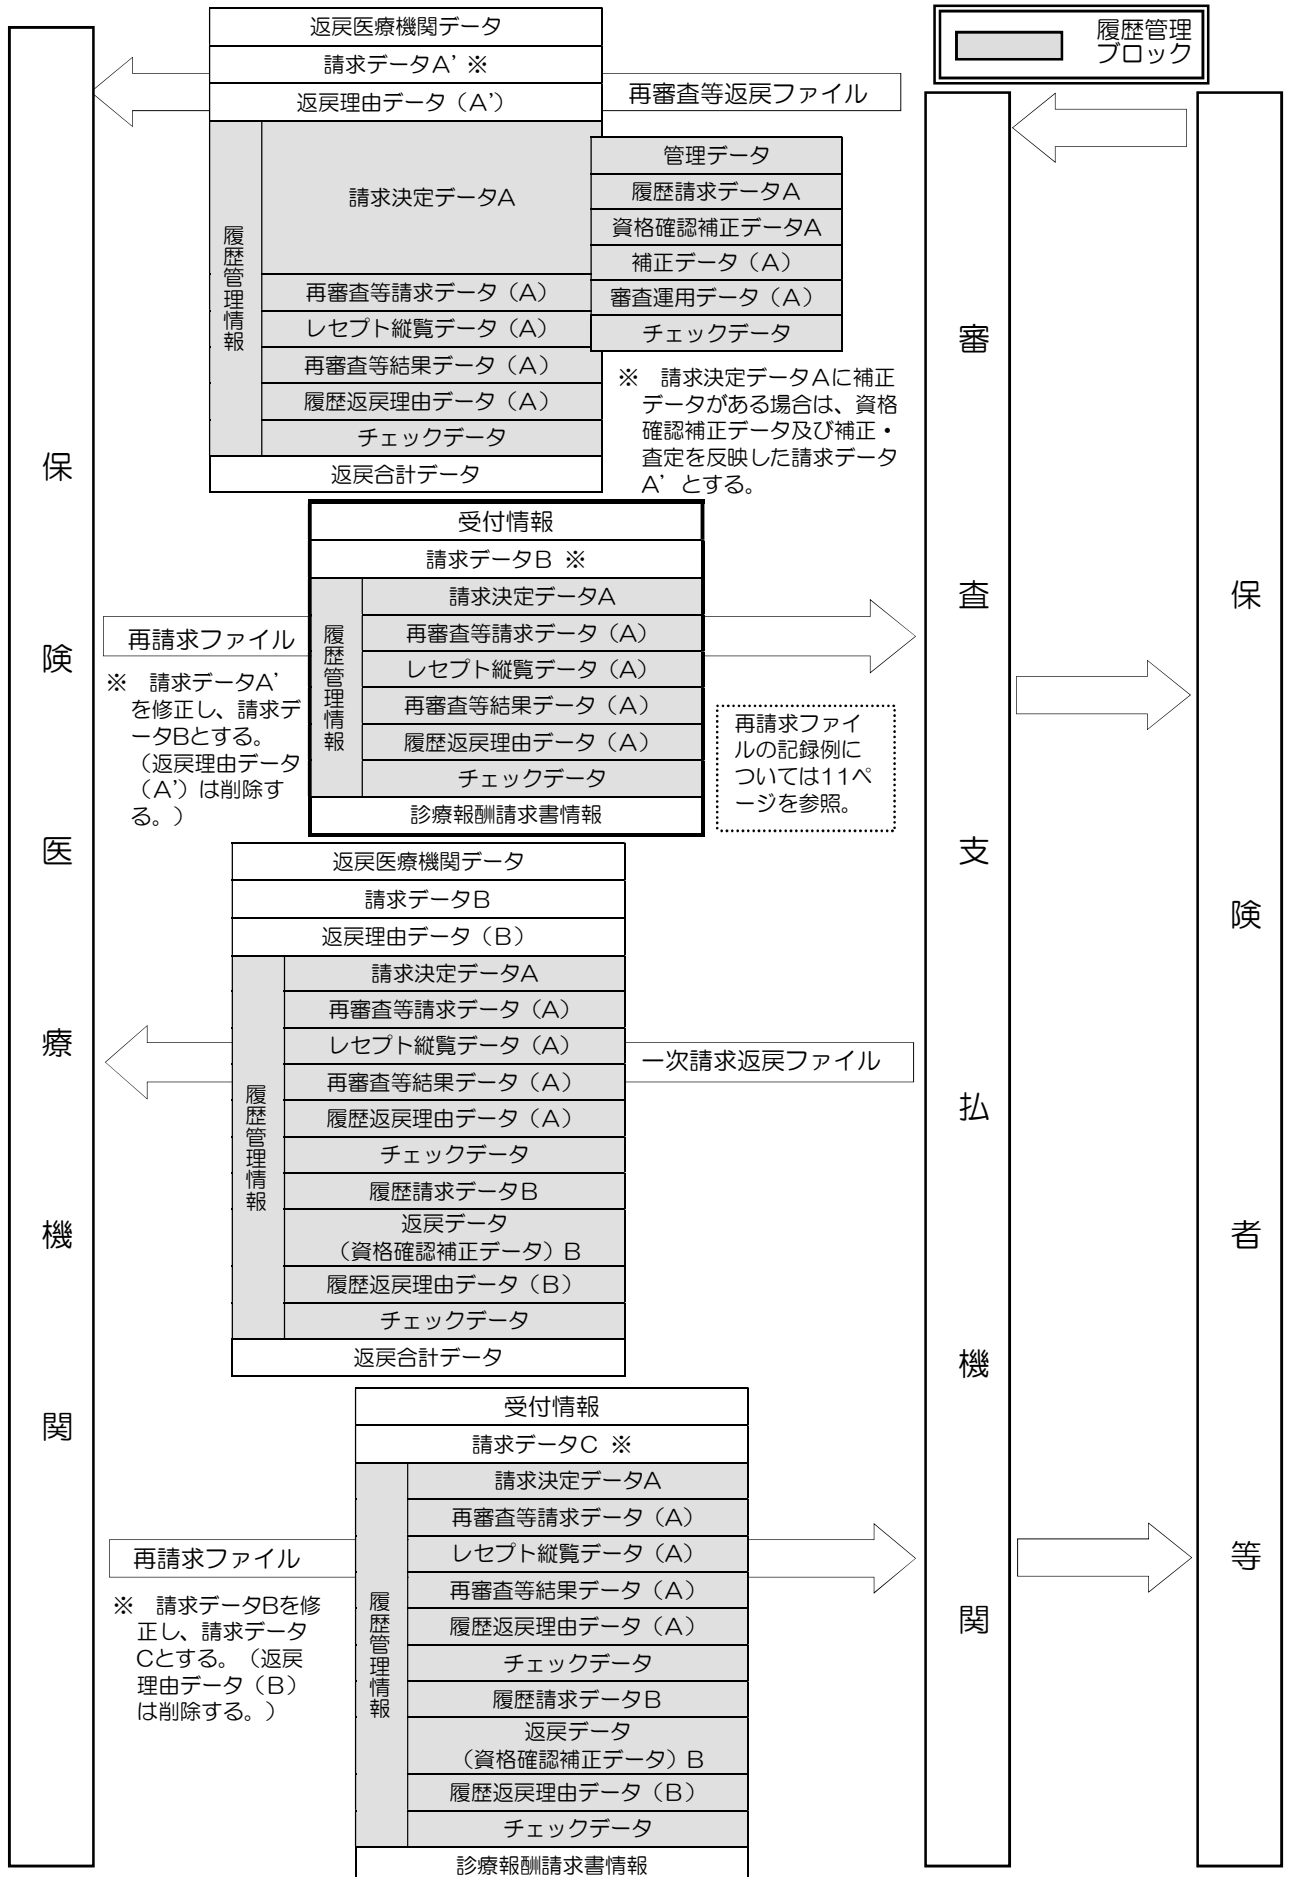 履歴管理
ブロック
保険医療機関
審査支払機関
保険者等
返戻医療機関データ
請求データA’ ※
返戻理由データ（A’）
再審査等返戻ファイル
履歴管理情報
請求決定データA
管理データ
履歴請求データA
資格確認補正データA
補正データ（A）
審査運用データ（A）
チェックデータ
再審査等請求データ（A）
レセプト縦覧データ（A）
再審査等結果データ（A）
履歴返戻理由データ（A）
チェックデータ
返戻合計データ
※　請求決定データAに補正
データがある場合は、資格
確認補正データ及び補正・
査定を反映した請求データ
A’とする。
受付情報
請求データB ※
履歴管理情報
請求決定データA
再審査等請求データ（A）
レセプト縦覧データ（A）
再審査等結果データ（A）
履歴返戻理由データ（A）
チェックデータ
診療報酬請求書情報
再請求ファイル
※　請求データA’
を修正し、請求デ
ータBとする。
（返戻理由データ
（A’）は削除す
る。）
再請求ファイ
ルの記録例に
ついては11ペ
ージを参照。
返戻医療機関データ
請求データB
返戻理由データ（B）
履歴管理情報
請求決定データA
再審査等請求データ（A）
レセプト縦覧データ（A）
再審査等結果データ（A）
履歴返戻理由データ（A）
チェックデータ
履歴請求データB
返戻データ
（資格確認補正データ）B
履歴返戻理由データ（B）
チェックデータ
返戻合計データ
一次請求返戻ファイル
受付情報
請求データC ※
履歴管理情報
請求決定データA
再審査等請求データ（A）
レセプト縦覧データ（A）
再審査等結果データ（A）
履歴返戻理由データ（A）
チェックデータ
履歴請求データB
返戻データ
（資格確認補正データ）B
履歴返戻理由データ（B）
チェックデータ
診療報酬請求書情報
再請求ファイル
※　請求データBを修
正し、請求データ
Cとする。（返戻
理由データ（B）
は削除する。）